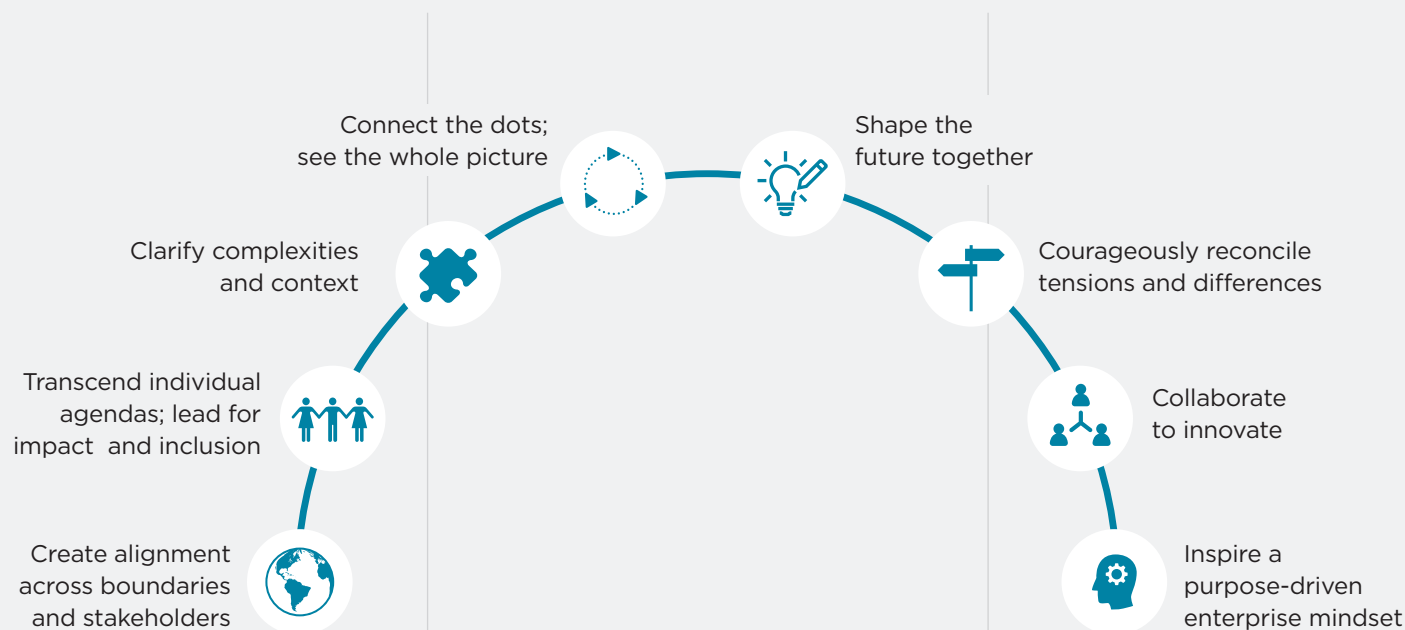 Connect the dots;
see the whole picture
Shape the
future together
Clarify complexities
and context
Courageously reconcile
tensions and differences
Transcend individual
agendas; lead for
impact  and inclusion
Collaborate
to innovate
Create alignment
across boundaries
and stakeholders
Inspire a
purpose-driven
enterprise mindset